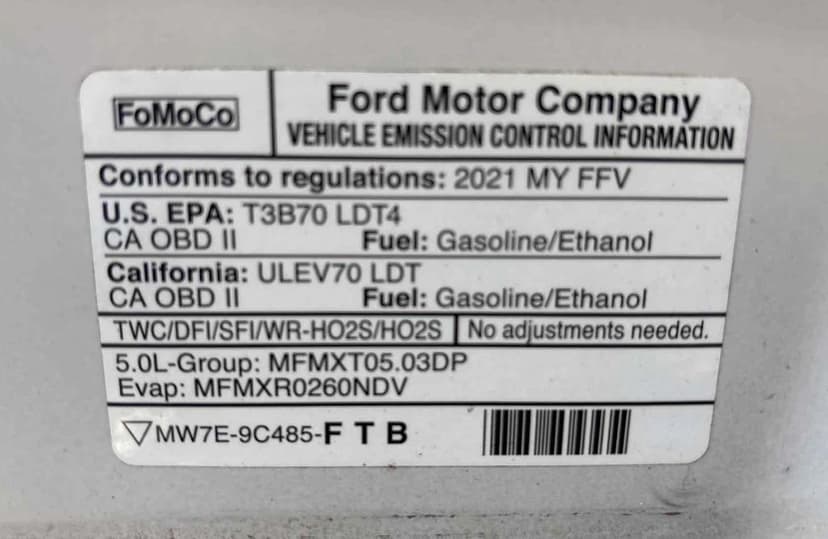 FoMoCo
Ford Motor Company
VEHICLE EMISSION CONTROL INFORMATION
Conforms to regulations: 2021 MY FFV
U.S. EPA: T3B70 LDT4
CA OBD II Fuel: Gasoline/Ethanol
California: ULEV70 LDT
CA OBD II Fuel: Gasoline/Ethanol
TWC/DFI/SFI/WR-HO2S/HO2S No adjustments needed.
5.0L-Group: MFMXT05.03DP
Evap: MFMXR0260NDV
MW7E-9C485-F T B